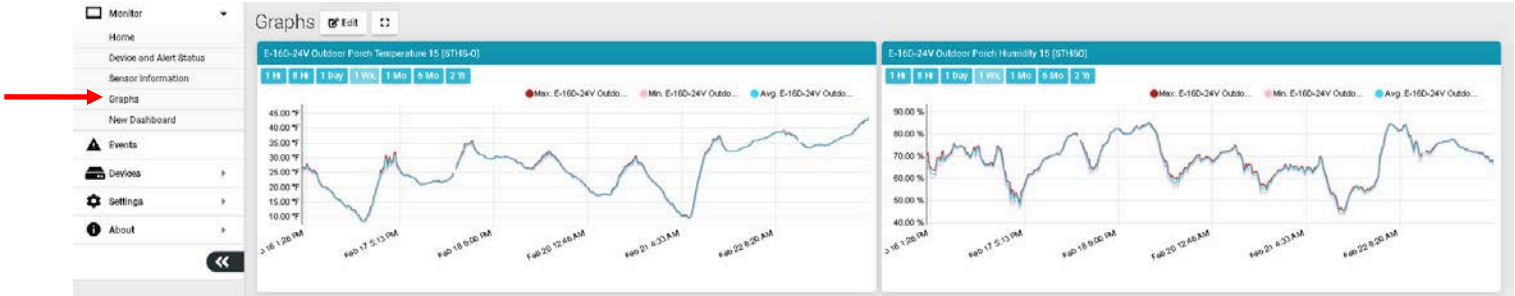 Monitor
Home
Device and Alert Status
Sensor Information
Graphs
New Dashboard
Events
Devices
Settings
About
Graphs
Edit
E-16D-24V Outdoor Porch Temperature 15 [STHS-O]
1 Hr 8 Hr 1 Day 1 Wk 1 Mo 6 Mo 2 Yr
Max. E-16D-24V Outdo... Min. E-16D-24V Outdo... Avg. E-16D-24V Outdo...
45.00 °F
40.00 °F
35.00 °F
30.00 °F
25.00 °F
20.00 °F
15.00 °F
10.00 °F
16 1:26 PM
Feb 17 5:13 PM
Feb 18 9:00 PM
Feb 20 12:46 AM
Feb 21 4:33 AM
Feb 22 8:20 AM
E-16D-24V Outdoor Porch Humidity 15 [STHSO]
1 Hr 8 Hr 1 Day 1 Wk 1 Mo 6 Mo 2 Yr
Max. E-16D-24V Outdo... Min. E-16D-24V Outdo... Avg. E-16D-24V Outdo...
90.00 %
80.00 %
70.00 %
60.00 %
50.00 %
40.00 %
16 1:26 PM
Feb 17 5:13 PM
Feb 18 9:00 PM
Feb 20 12:46 AM
Feb 21 4:33 AM
Feb 22 8:20 AM